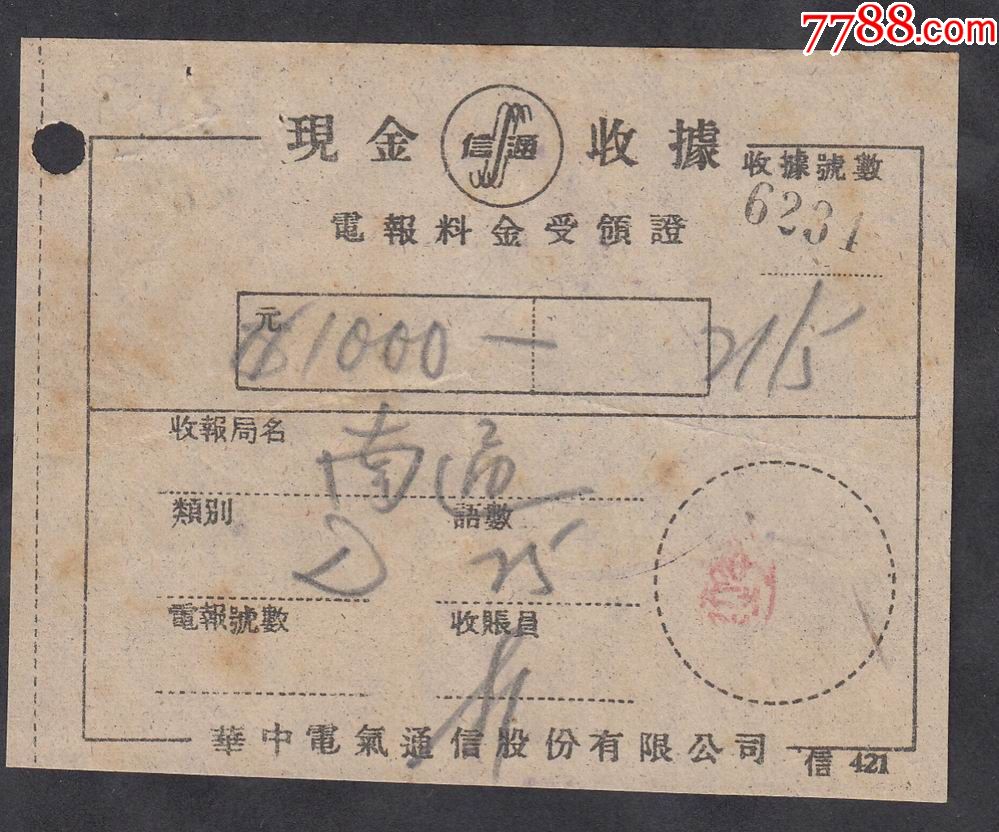 7788.com
現金 信通 收據
收據號數
6231
電報料金受領證
元
1000 — 21/5
收報局名
南
類別 語數
25
電報號數 收賬員
華中電氣通信股份有限公司
信 421